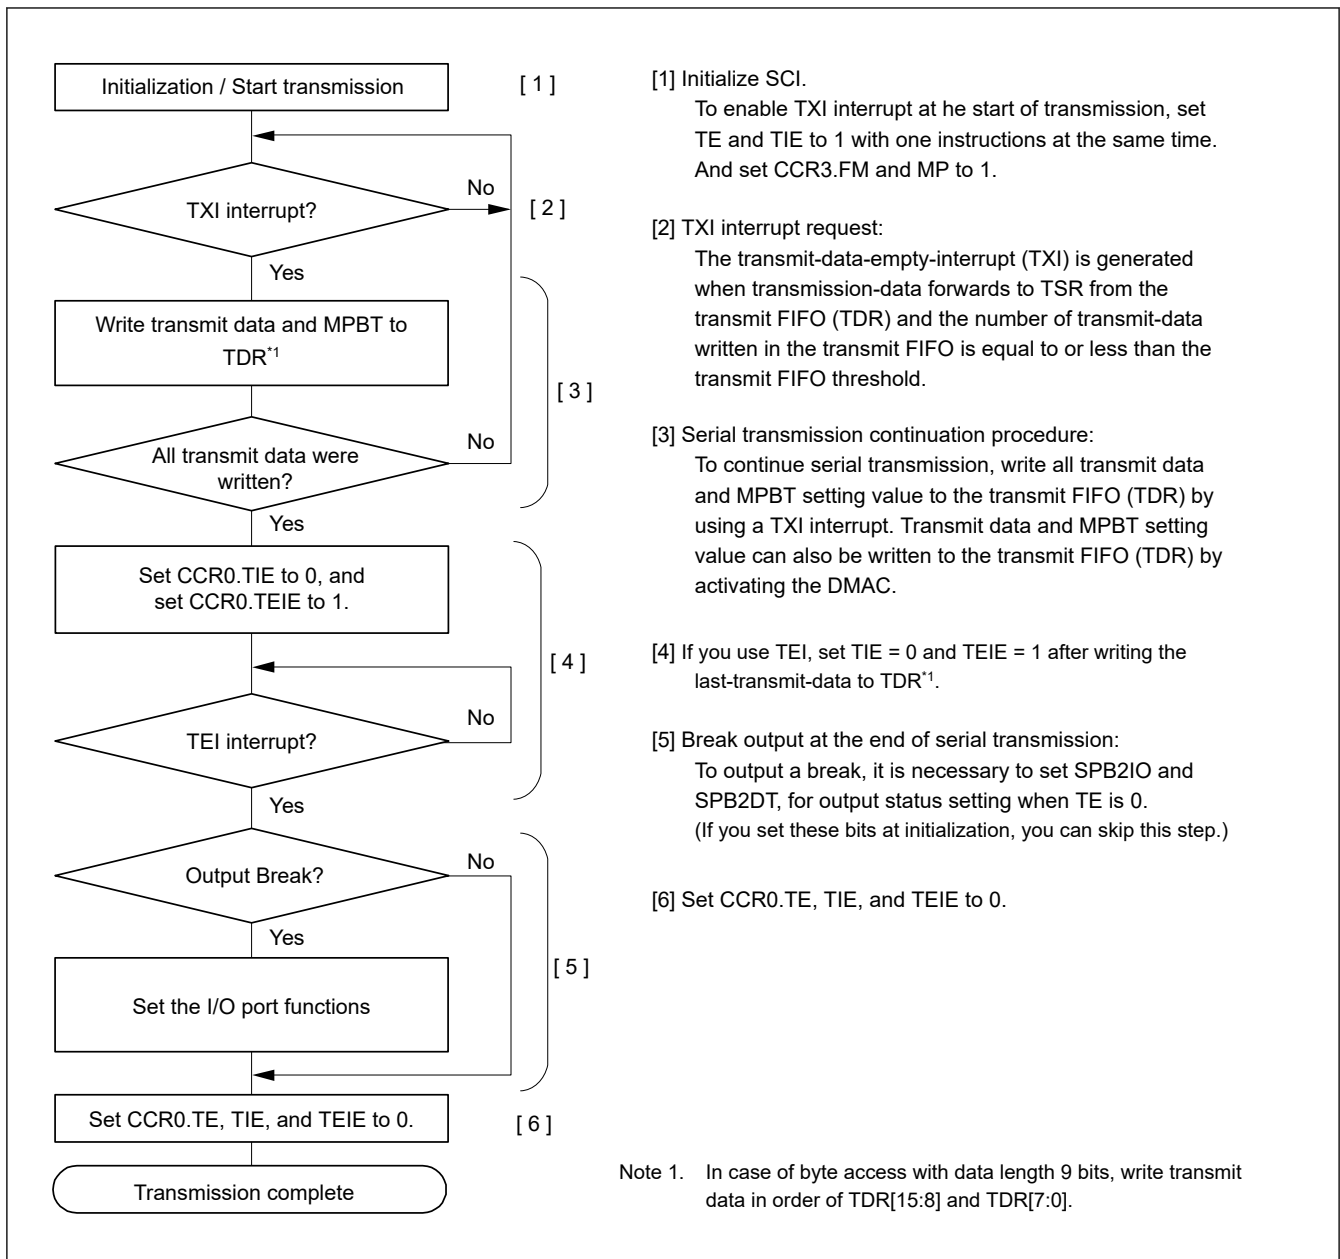 Initialization / Start transmission
[ 1 ]
TXI interrupt?
No
[ 2 ]
Yes
Write transmit data and MPBT to
TDR*1
[ 3 ]
All transmit data were
written?
No
Yes
Set CCR0.TIE to 0, and
set CCR0.TEIE to 1.
[ 4 ]
TEI interrupt?
No
Yes
Output Break?
No
Yes
[ 5 ]
Set the I/O port functions
Set CCR0.TE, TIE, and TEIE to 0.
[ 6 ]
Transmission complete
[1] Initialize SCI.
To enable TXI interrupt at he start of transmission, set
TE and TIE to 1 with one instructions at the same time.
And set CCR3.FM and MP to 1.
[2] TXI interrupt request:
The transmit-data-empty-interrupt (TXI) is generated
when transmission-data forwards to TSR from the
transmit FIFO (TDR) and the number of transmit-data
written in the transmit FIFO is equal to or less than the
transmit FIFO threshold.
[3] Serial transmission continuation procedure:
To continue serial transmission, write all transmit data
and MPBT setting value to the transmit FIFO (TDR) by
using a TXI interrupt. Transmit data and MPBT setting
value can also be written to the transmit FIFO (TDR) by
activating the DMAC.
[4] If you use TEI, set TIE = 0 and TEIE = 1 after writing the
last-transmit-data to TDR*1.
[5] Break output at the end of serial transmission:
To output a break, it is necessary to set SPB2IO and
SPB2DT, for output status setting when TE is 0.
(If you set these bits at initialization, you can skip this step.)
[6] Set CCR0.TE, TIE, and TEIE to 0.
Note 1. In case of byte access with data length 9 bits, write transmit
data in order of TDR[15:8] and TDR[7:0].